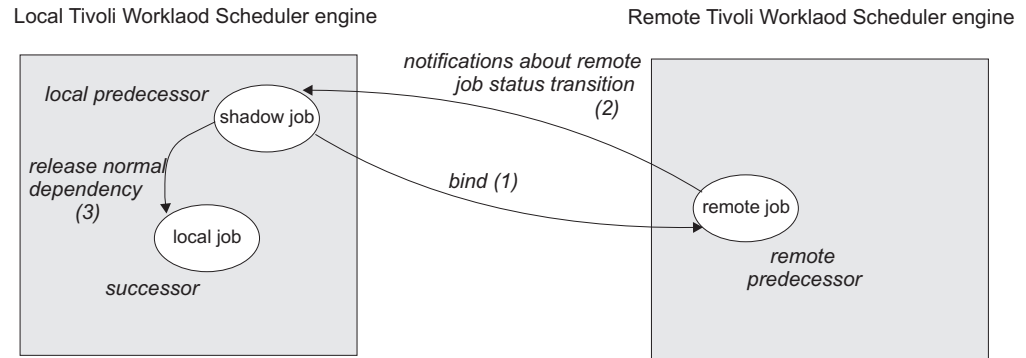 Local Tivoli Worklaod Scheduler engine
Remote Tivoli Worklaod Scheduler engine
notifications about remote
job status transition
(2)
local predecessor
shadow job
release normal
dependency
(3)
bind (1)
remote job
local job
remote
predecessor
successor